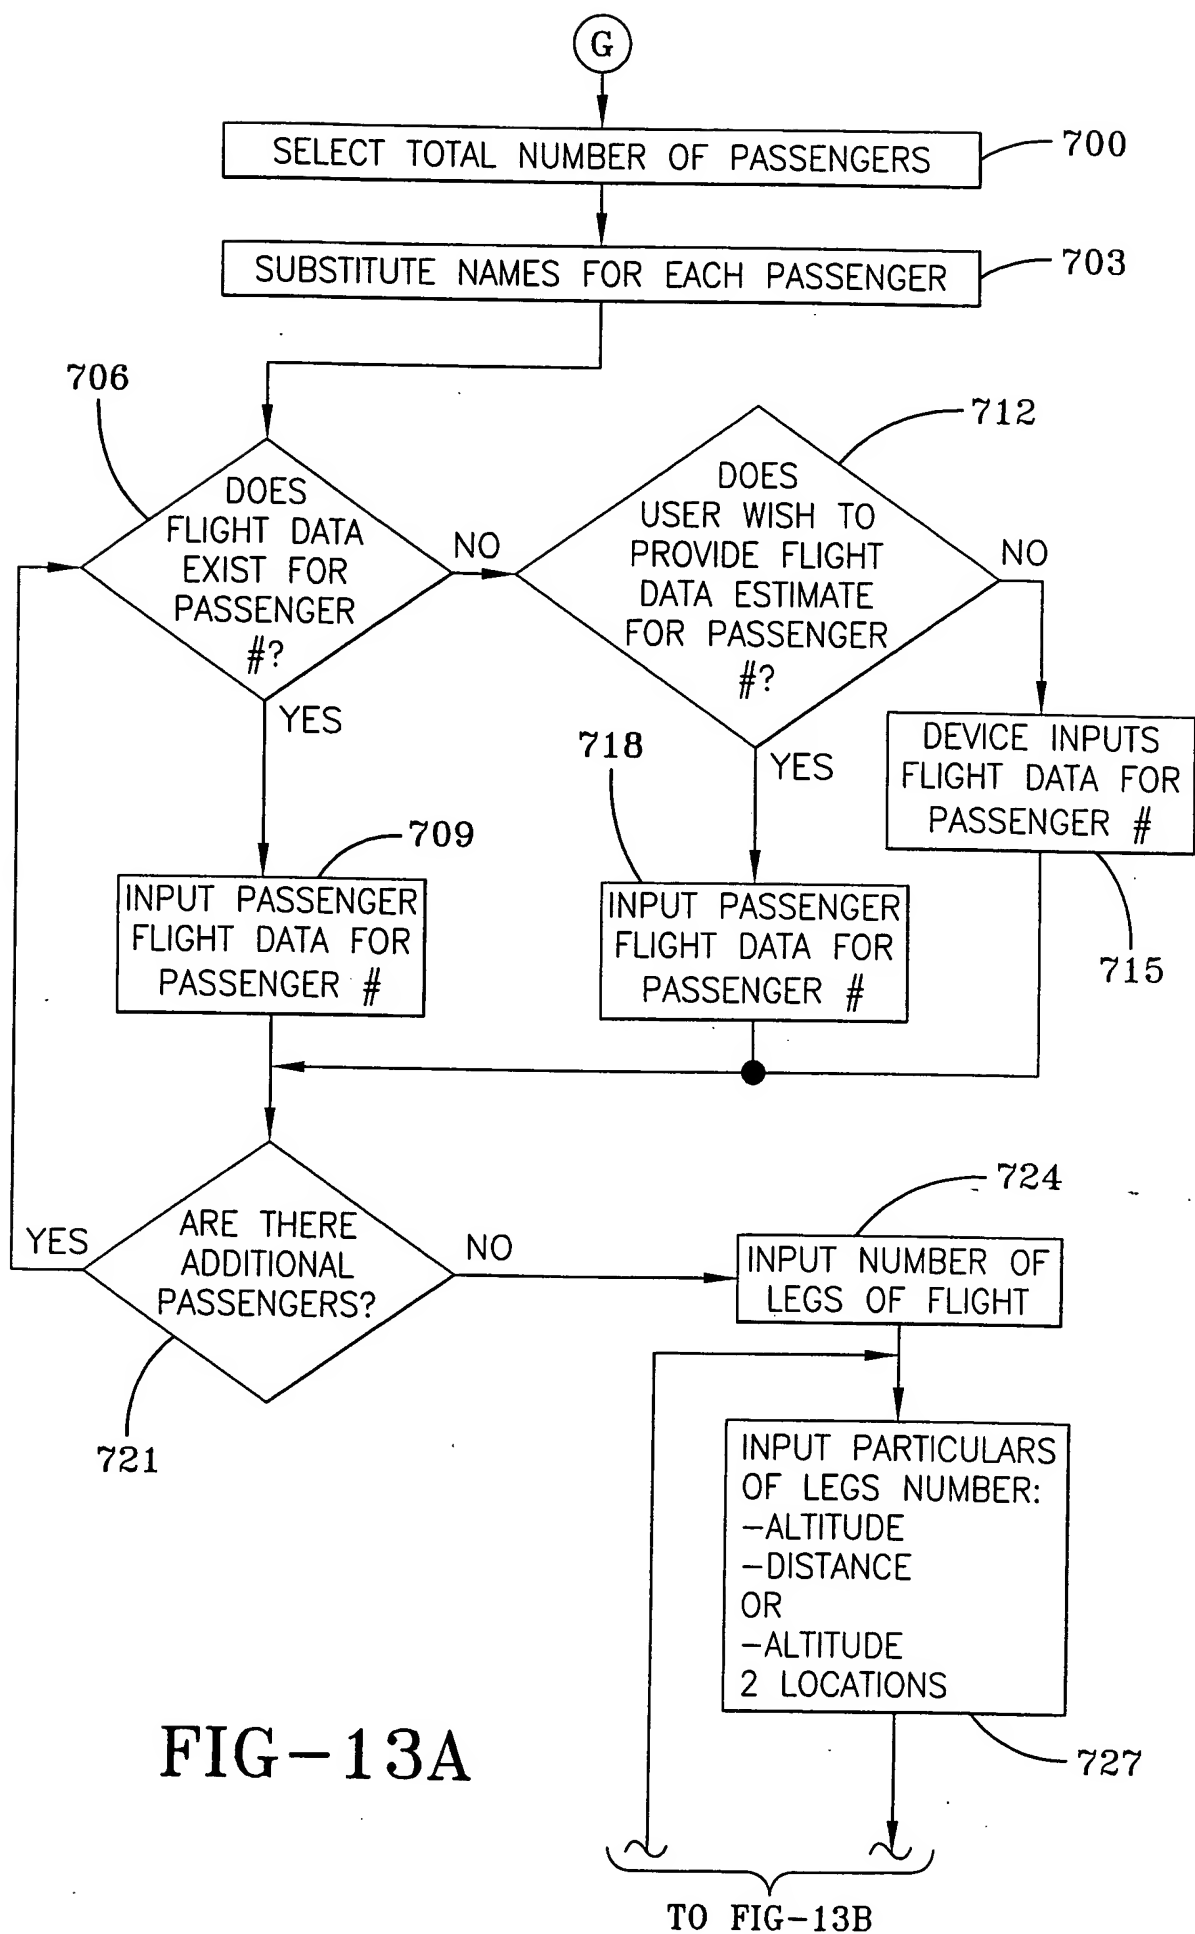 G
SELECT TOTAL NUMBER OF PASSENGERS
700
SUBSTITUTE NAMES FOR EACH PASSENGER
703
706
DOES
FLIGHT DATA
EXIST FOR
PASSENGER
#?
NO
YES
712
DOES
USER WISH TO
PROVIDE FLIGHT
DATA ESTIMATE
FOR PASSENGER
#?
NO
YES
DEVICE INPUTS
FLIGHT DATA FOR
PASSENGER #
715
709
INPUT PASSENGER
FLIGHT DATA FOR
PASSENGER #
718
INPUT PASSENGER
FLIGHT DATA FOR
PASSENGER #
YES
ARE THERE
ADDITIONAL
PASSENGERS?
NO
721
724
INPUT NUMBER OF
LEGS OF FLIGHT
INPUT PARTICULARS
OF LEGS NUMBER:
-ALTITUDE
-DISTANCE
OR
-ALTITUDE
2 LOCATIONS
727
FIG-13A
TO FIG-13B